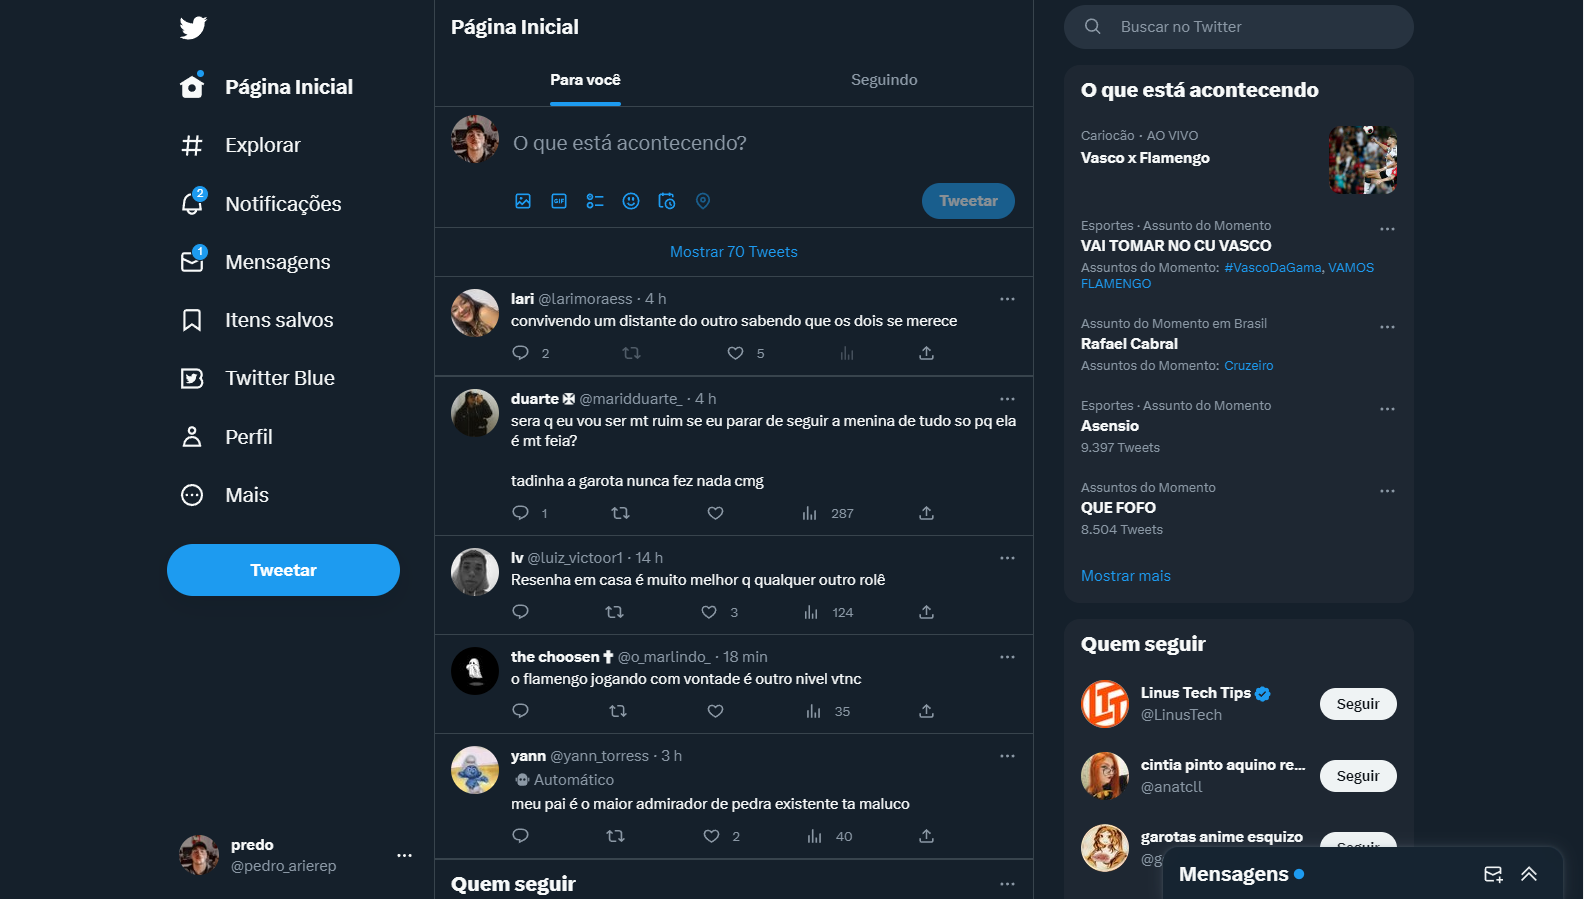 Página Inicial
Explorar
2
Notificações
1
Mensagens
Itens salvos
Twitter Blue
Perfil
Mais
Tweetar
predo
@pedro_arierep
Página Inicial
Para você
Seguindo
O que está acontecendo?
GIF
Tweetar
Mostrar 70 Tweets
lari @larimoraess · 4 h
convivendo um distante do outro sabendo que os dois se merece
2 5
duarte ✠ @maridduarte_ · 4 h
sera q eu vou ser mt ruim se eu parar de seguir a menina de tudo so pq ela
é mt feia?
tadinha a garota nunca fez nada cmg
1 287
lv @luiz_victoor1 · 14 h
Resenha em casa é muito melhor q qualquer outro rolê
3 124
the choosen ✝ @o_marlindo_ · 18 min
o flamengo jogando com vontade é outro nivel vtnc
35
yann @yann_torress · 3 h
Automático
meu pai é o maior admirador de pedra existente ta maluco
2 40
Quem seguir
Buscar no Twitter
O que está acontecendo
Cariocão · AO VIVO
Vasco x Flamengo
Esportes · Assunto do Momento
VAI TOMAR NO CU VASCO
Assuntos do Momento: #VascoDaGama, VAMOS
FLAMENGO
Assunto do Momento em Brasil
Rafael Cabral
Assuntos do Momento: Cruzeiro
Esportes · Assunto do Momento
Asensio
9.397 Tweets
Assuntos do Momento
QUE FOFO
8.504 Tweets
Mostrar mais
Quem seguir
Linus Tech Tips
@LinusTech
Seguir
cintia pinto aquino re...
@anatcll
Seguir
garotas anime esquizo
@g
Seguir
Mensagens